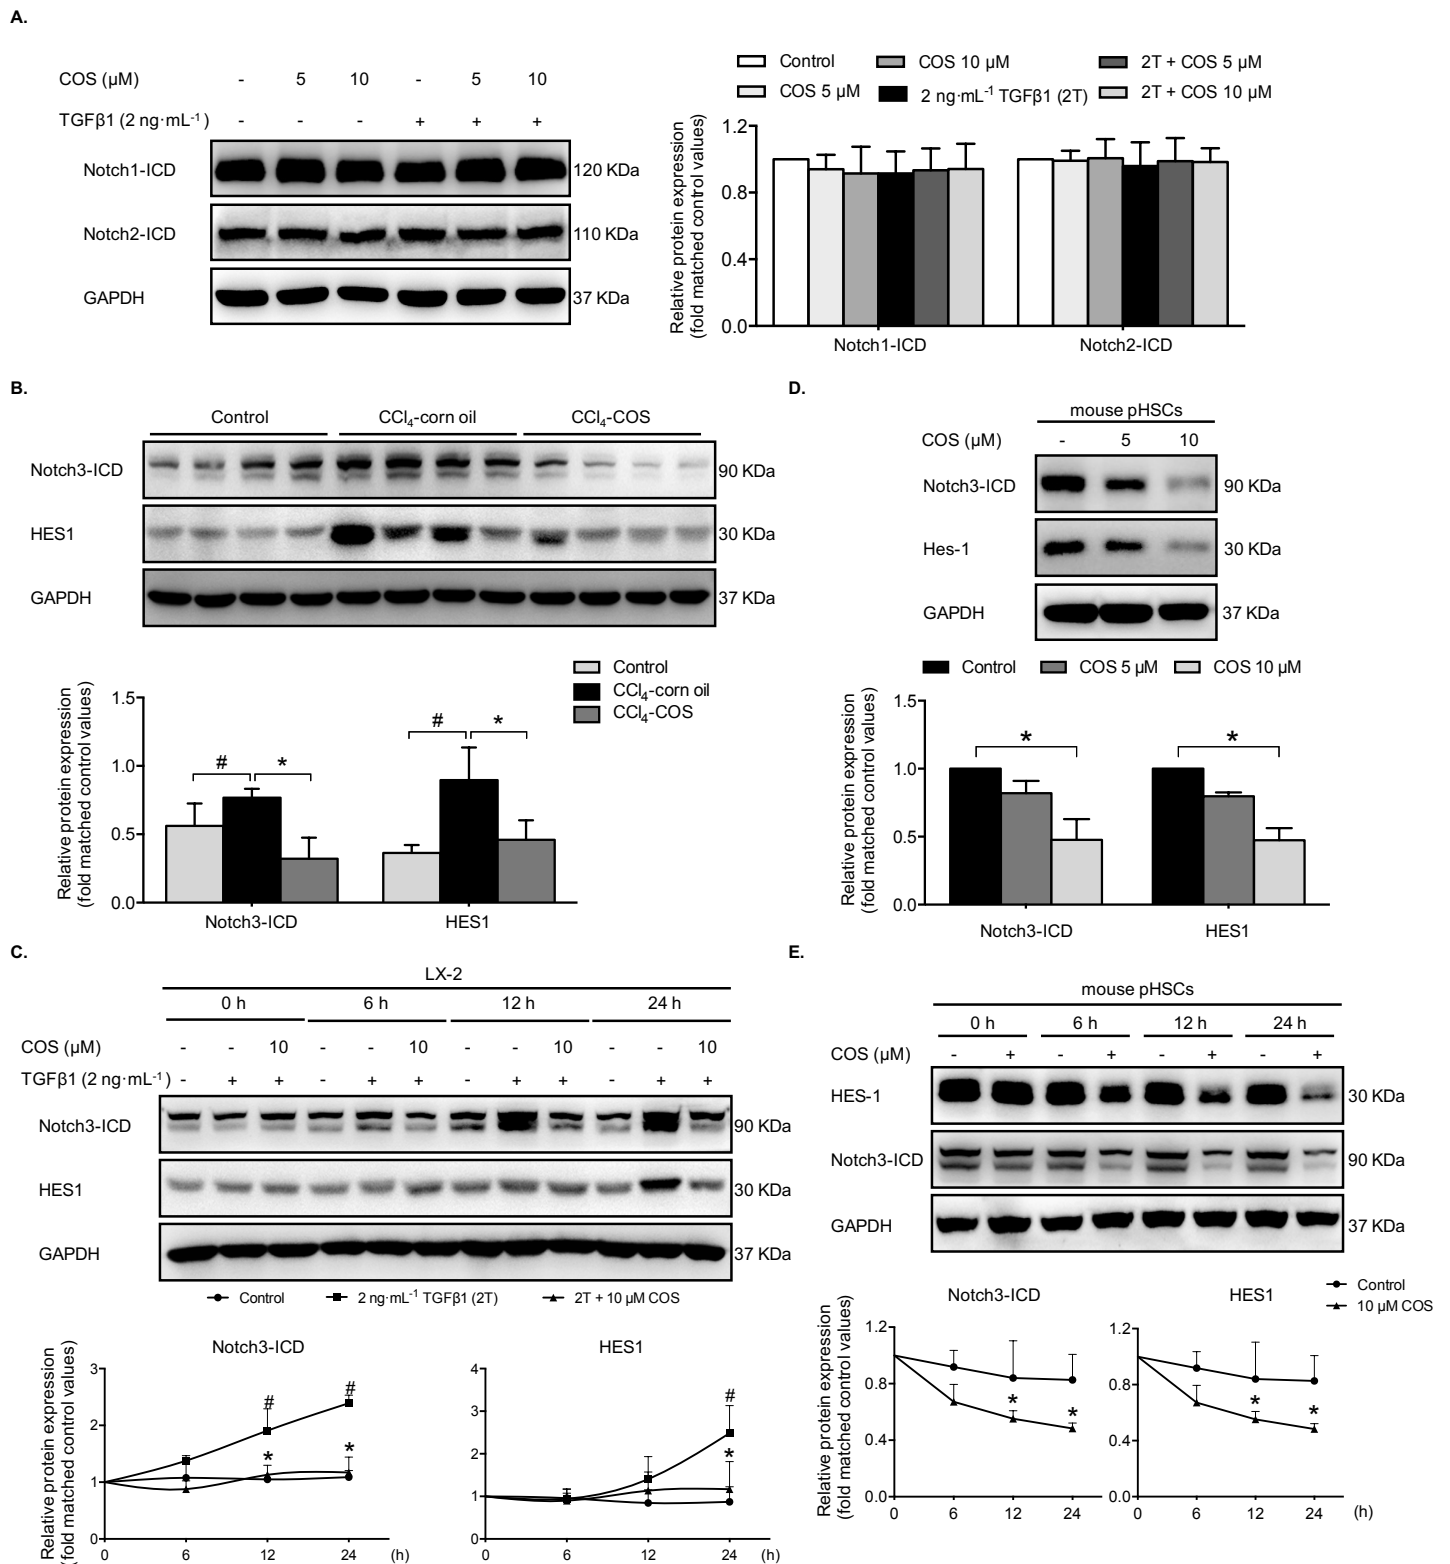 A.
COS (µM) - 5 10 - 5 10
TGFβ1 (2 ng·mL⁻¹) - - - + + +
Notch1-ICD 120 KDa
Notch2-ICD 110 KDa
GAPDH 37 KDa
Control COS 10 µM 2T + COS 5 µM
COS 5 µM 2 ng·mL⁻¹ TGFβ1 (2T) 2T + COS 10 µM
Relative protein expression
(fold matched control values)
1.2
0.8
0.4
0.0
Notch1-ICD Notch2-ICD
B.
Control CCl₄-corn oil CCl₄-COS
Notch3-ICD 90 KDa
HES1 30 KDa
GAPDH 37 KDa
Control
CCl₄-corn oil
CCl₄-COS
Relative protein expression
(fold matched control values)
1.5
1.0
0.5
0.0
# * # *
Notch3-ICD HES1
D.
mouse pHSCs
COS (µM) - 5 10
Notch3-ICD 90 KDa
Hes-1 30 KDa
GAPDH 37 KDa
Control COS 5 µM COS 10 µM
Relative protein expression
(fold matched control values)
1.5
1.0
0.5
0.0
* *
Notch3-ICD HES1
C.
LX-2
0 h 6 h 12 h 24 h
COS (µM) - - 10 - - 10 - - 10 - - 10
TGFβ1 (2 ng·mL⁻¹) - + + - + + - + + - + +
Notch3-ICD 90 KDa
HES1 30 KDa
GAPDH 37 KDa
Control 2 ng·mL⁻¹ TGFβ1 (2T) 2T + 10 µM COS
Relative protein expression
(fold matched control values)
Notch3-ICD
3
2
1
0
# #
* *
0 6 12 24 (h)
HES1
4
3
2
1
0
#
*
0 6 12 24 (h)
E.
mouse pHSCs
0 h 6 h 12 h 24 h
COS (µM) - + - + - + - +
HES-1 30 KDa
Notch3-ICD 90 KDa
GAPDH 37 KDa
Control
10 µM COS
Relative protein expression
(fold matched control values)
Notch3-ICD
1.2
0.8
0.4
0.0
* *
0 6 12 24
HES1
1.2
0.8
0.4
0.0
* *
0 6 12 24 (h)